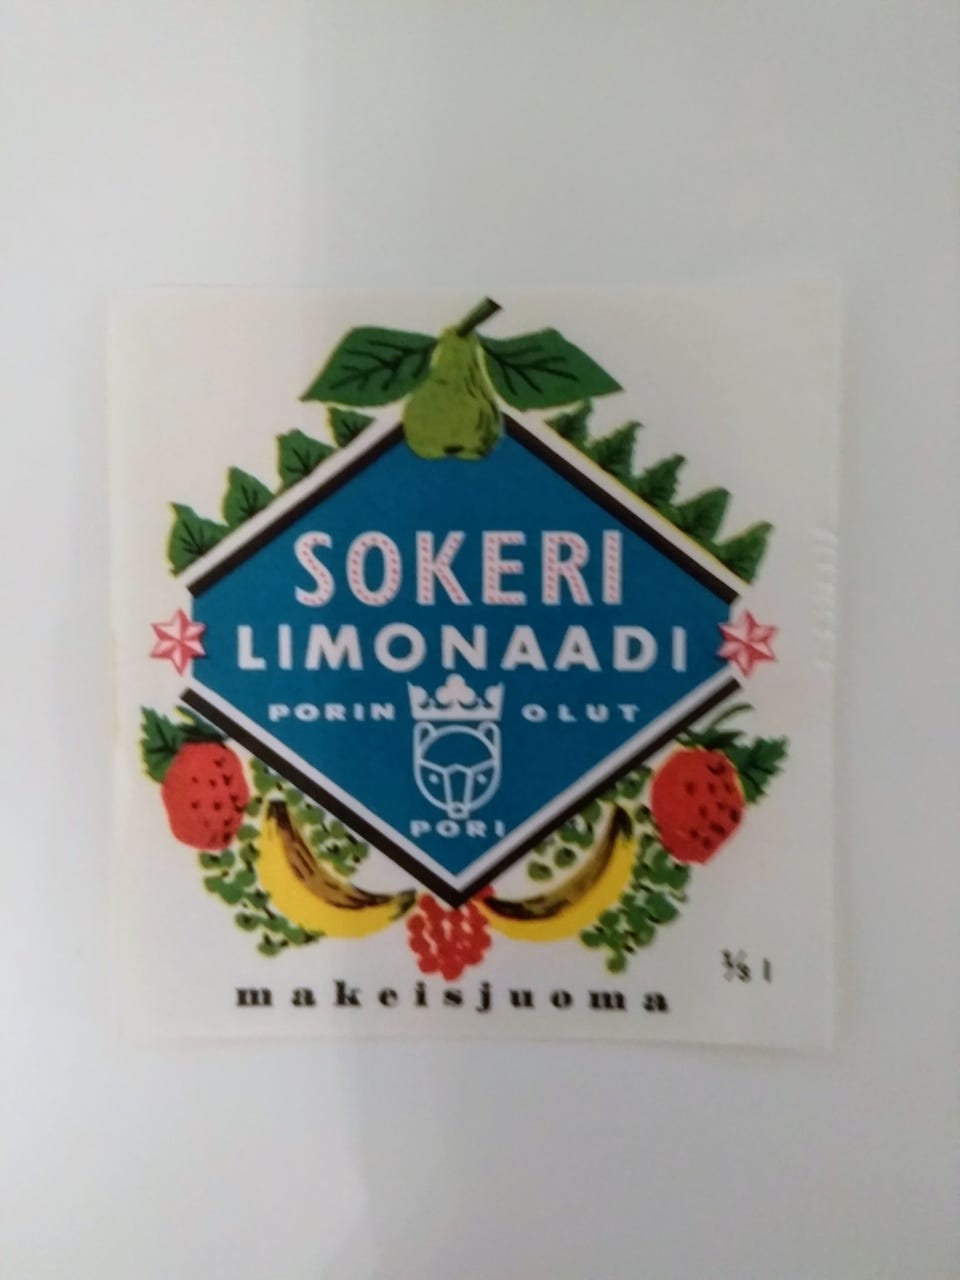 SOKERI
LIMONAADI
PORIN OLUT
PORI
makeisjuoma
⅓ l